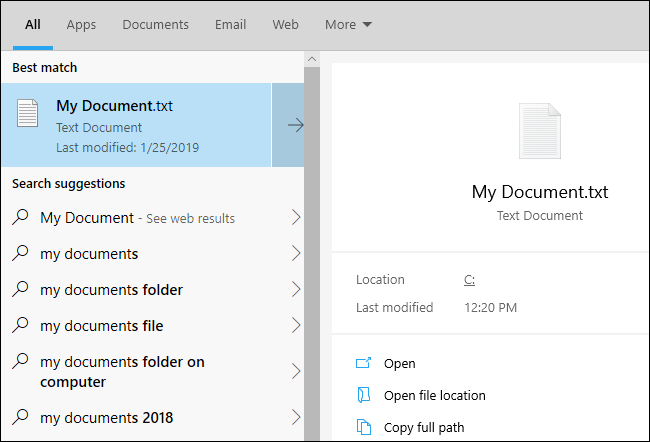 All Apps Documents Email Web More
Best match
My Document.txt
Text Document
Last modified: 1/25/2019
Search suggestions
My Document - See web results
my documents
my documents folder
my documents file
my documents folder on
computer
my documents 2018
My Document.txt
Text Document
Location C:
Last modified 12:20 PM
Open
Open file location
Copy full path